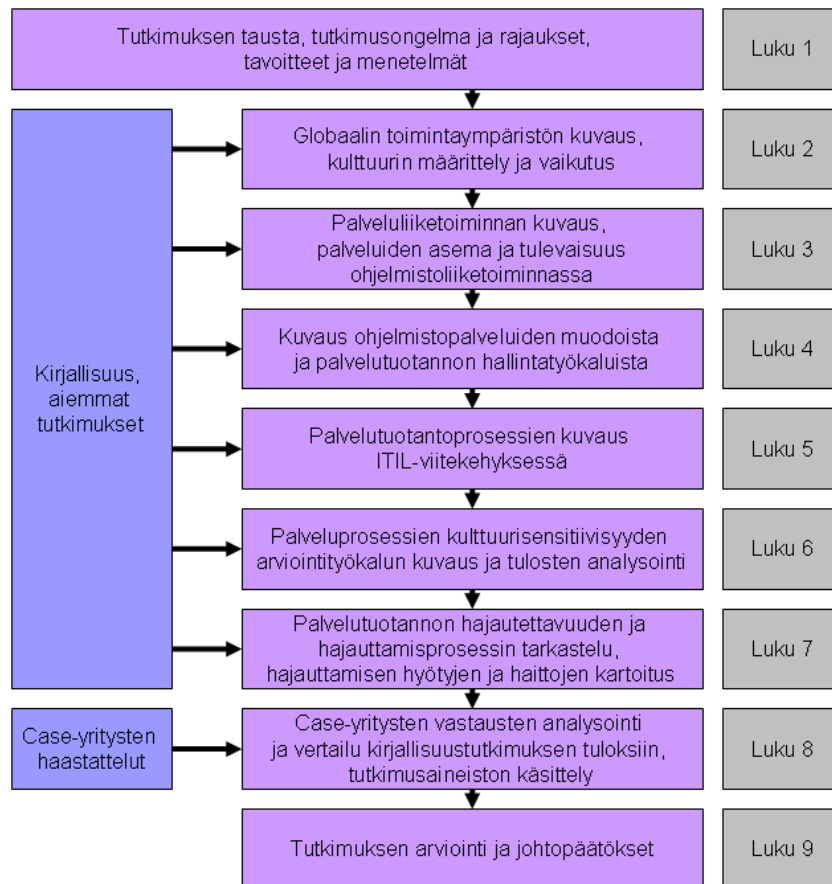 Tutkimuksen tausta, tutkimusongelma ja rajaukset,
tavoitteet ja menetelmät
Luku 1
Globaalin toimintaympäristön kuvaus,
kulttuurin määrittely ja vaikutus
Luku 2
Palveluliiketoiminnan kuvaus,
palveluiden asema ja tulevaisuus
ohjelmistoliiketoiminnassa
Luku 3
Kuvaus ohjelmistopalveluiden muodoista
ja palvelutuotannon hallintatyökaluista
Luku 4
Kirjallisuus,
aiemmat
tutkimukset
Palvelutuotantoprosessien kuvaus
ITIL-viitekehyksessä
Luku 5
Palveluprosessien kulttuurisensitiivisyyden
arviointityökalun kuvaus ja tulosten analysointi
Luku 6
Palvelutuotannon hajautettavuuden ja
hajauttamisprosessin tarkastelu,
hajauttamisen hyötyjen ja haittojen kartoitus
Luku 7
Case-yritysten
haastattelut
Case-yritysten vastausten analysointi
ja vertailu kirjallisuustutkimuksen tuloksiin,
tutkimusaineiston käsittely
Luku 8
Tutkimuksen arviointi ja johtopäätökset
Luku 9